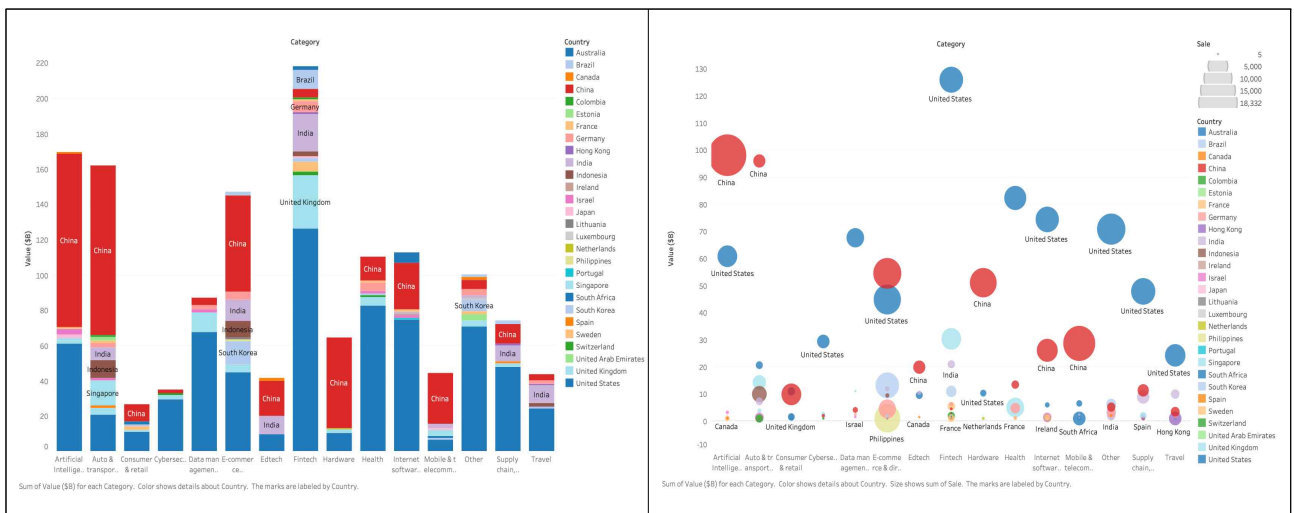 Category
Value ($B)
220
200
180
160
140
120
100
80
60
40
20
0
China
China
India
Indonesia
Singapore
China
China
India
Indonesia
South Korea
China
India
Brazil
Germany
India
United Kingdom
China
China
China
China
South Korea
China
India
India
Artificial Intellige..
Auto & transpor..
Consumer & retail
Cybersec..
Data man agemen..
E-commer ce..
Edtech
Fintech
Hardware
Health
Internet softwar..
Mobile & t elecomm..
Other
Supply chain,..
Travel
Sum of Value ($B) for each Category. Color shows details about Country. The marks are labeled by Country.
Country
Australia
Brazil
Canada
China
Colombia
Estonia
France
Germany
Hong Kong
India
Indonesia
Ireland
Israel
Japan
Lithuania
Luxembourg
Netherlands
Philippines
Portugal
Singapore
South Africa
South Korea
Spain
Sweden
Switzerland
United Arab Emirates
United Kingdom
United States
Category
Value ($B)
130
120
110
100
90
80
70
60
50
40
30
20
10
0
-10
United States
China
China
United States
United States
United States
United States
United States
China
United States
United States
China
China
China
United States
India
United States
Canada
United Kingdom
Israel
Philippines
Canada
France
Netherlands
France
Ireland
South Africa
India
Spain
Hong Kong
Artificial Intellige..
Auto & tr ansport..
Consumer & retail
Cyberse..
Data man agemen..
E-comme rce & dir..
Edtech
Fintech
Hardware
Health
Internet softwar..
Mobile & telecom..
Other
Supply chain,..
Travel
Sum of Value ($B) for each Category. Color shows details about Country. Size shows sum of Sale. The marks are labeled by Country.
Sale
5
5,000
10,000
15,000
18,332
Country
Australia
Brazil
Canada
China
Colombia
Estonia
France
Germany
Hong Kong
India
Indonesia
Ireland
Israel
Japan
Lithuania
Luxembourg
Netherlands
Philippines
Portugal
Singapore
South Africa
South Korea
Spain
Sweden
Switzerland
United Arab Emirates
United Kingdom
United States